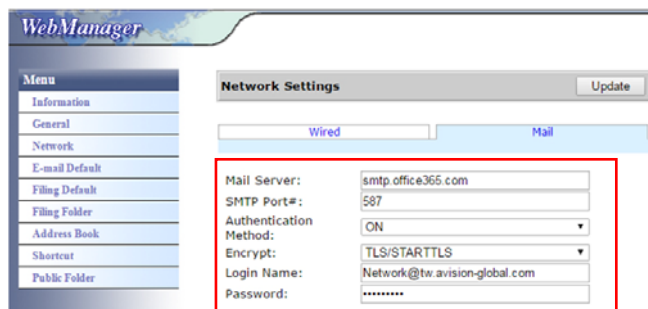 WebManager
Menu
Information
General
Network
E-mail Default
Filing Default
Filing Folder
Address Book
Shortcut
Public Folder
Network Settings
Update
Wired
Mail
Mail Server: smtp.office365.com
SMTP Port#: 587
Authentication
Method: ON
Encrypt: TLS/STARTTLS
Login Name: Network@tw.avision-global.com
Password: •••••••••